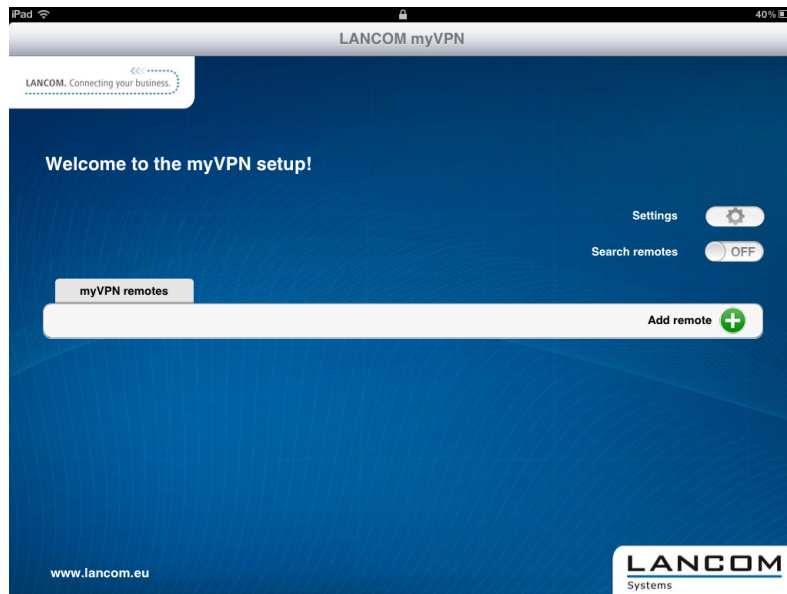 iPad 40%
LANCOM myVPN
LANCOM. Connecting your business.
Welcome to the myVPN setup!
Settings
Search remotes OFF
myVPN remotes
Add remote
www.lancom.eu
LANCOM
Systems